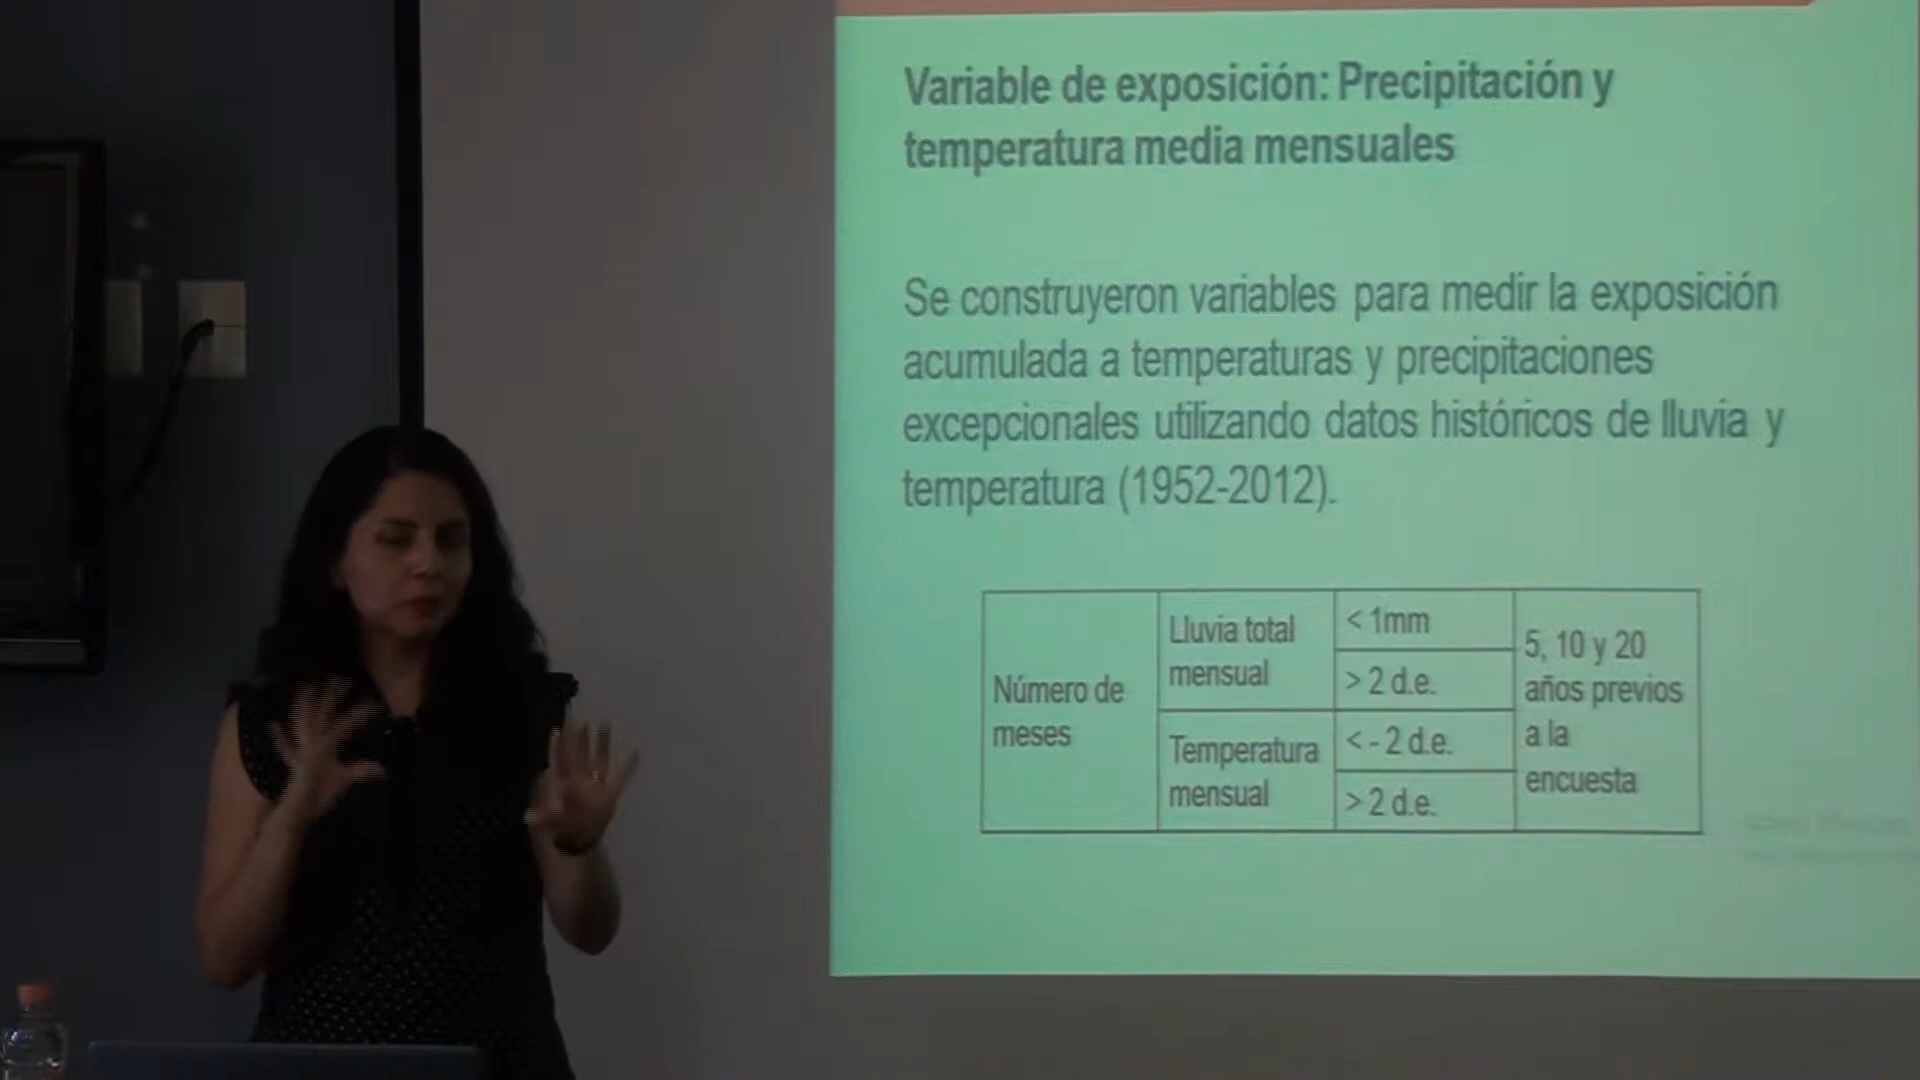 Variable de exposición: Precipitación y
temperatura media mensuales
Se construyeron variables para medir la exposición
acumulada a temperaturas y precipitaciones
excepcionales utilizando datos históricos de lluvia y
temperatura (1952-2012).
Número de
meses
Lluvia total
mensual
< 1mm
> 2 d.e.
Temperatura
mensual
< - 2 d.e.
> 2 d.e.
5, 10 y 20
años previos
a la
encuesta